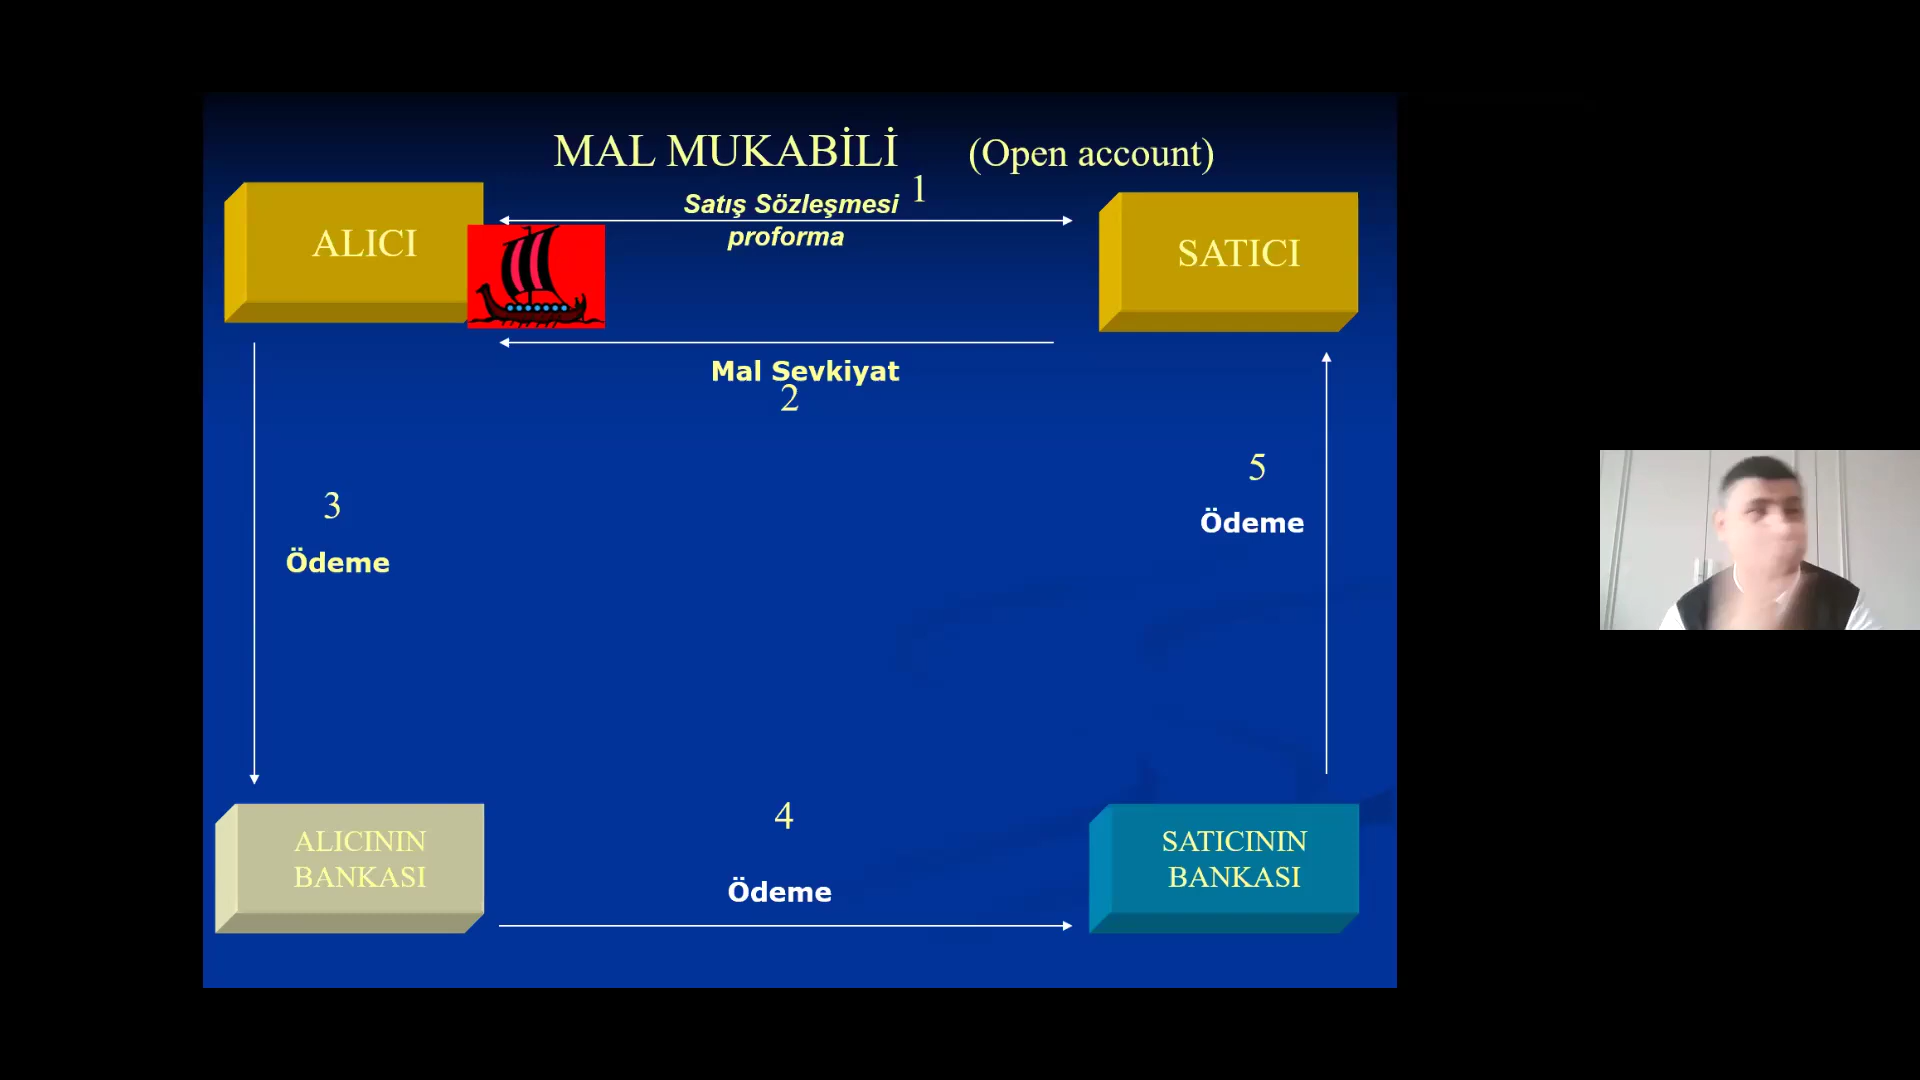 MAL MUKABİLİ (Open account)
1
Satış Sözleşmesi
proforma
ALICI
SATICI
Mal Sevkiyat
2
3
Ödeme
5
Ödeme
4
Ödeme
ALICININ
BANKASI
SATICININ
BANKASI